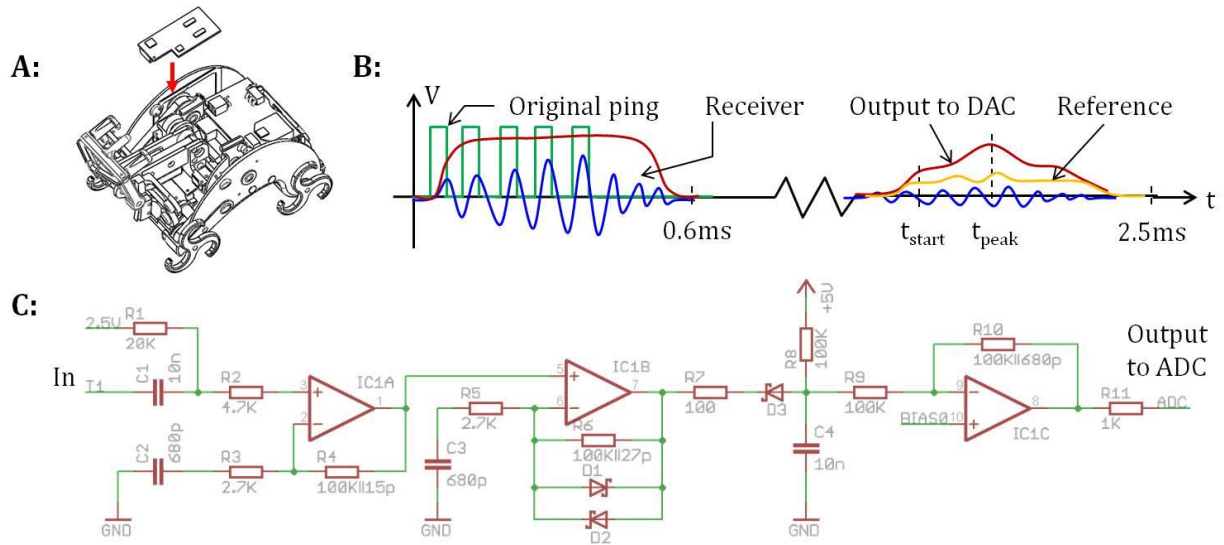 A:
B:
V
Original ping
Receiver
Output to DAC
Reference
0.6ms
t_start
t_peak
2.5ms
t
C:
2.5V
R1
20K
In
T1
C1
10n
R2
4.7K
3
2
1
IC1A
C2
680p
R3
2.7K
R4
100K||15p
GND
R5
2.7K
C3
680p
GND
5
6
7
IC1B
R6
100K||27p
D1
D2
R7
100
D3
+5V
R8
100K
C4
10n
GND
R9
100K
R10
100K||680p
9
10
8
BIAS0
IC1C
R11
1K
ADC
Output
to ADC